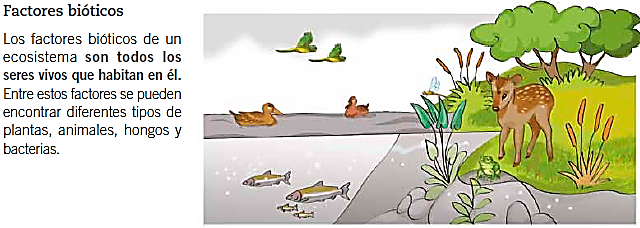 Factores bióticos
Los factores bióticos de un
ecosistema son todos los
seres vivos que habitan en él.
Entre estos factores se pueden
encontrar diferentes tipos de
plantas, animales, hongos y
bacterias.